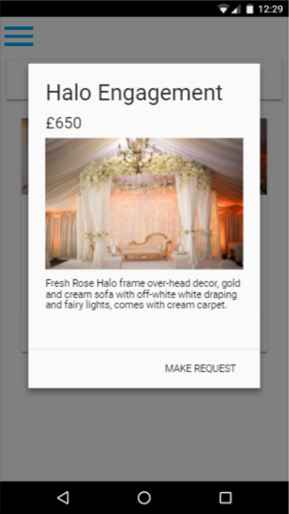 12:29
Halo Engagement
£650
Fresh Rose Halo frame over-head decor, gold
and cream sofa with off-white white draping
and fairy lights, comes with cream carpet.
MAKE REQUEST